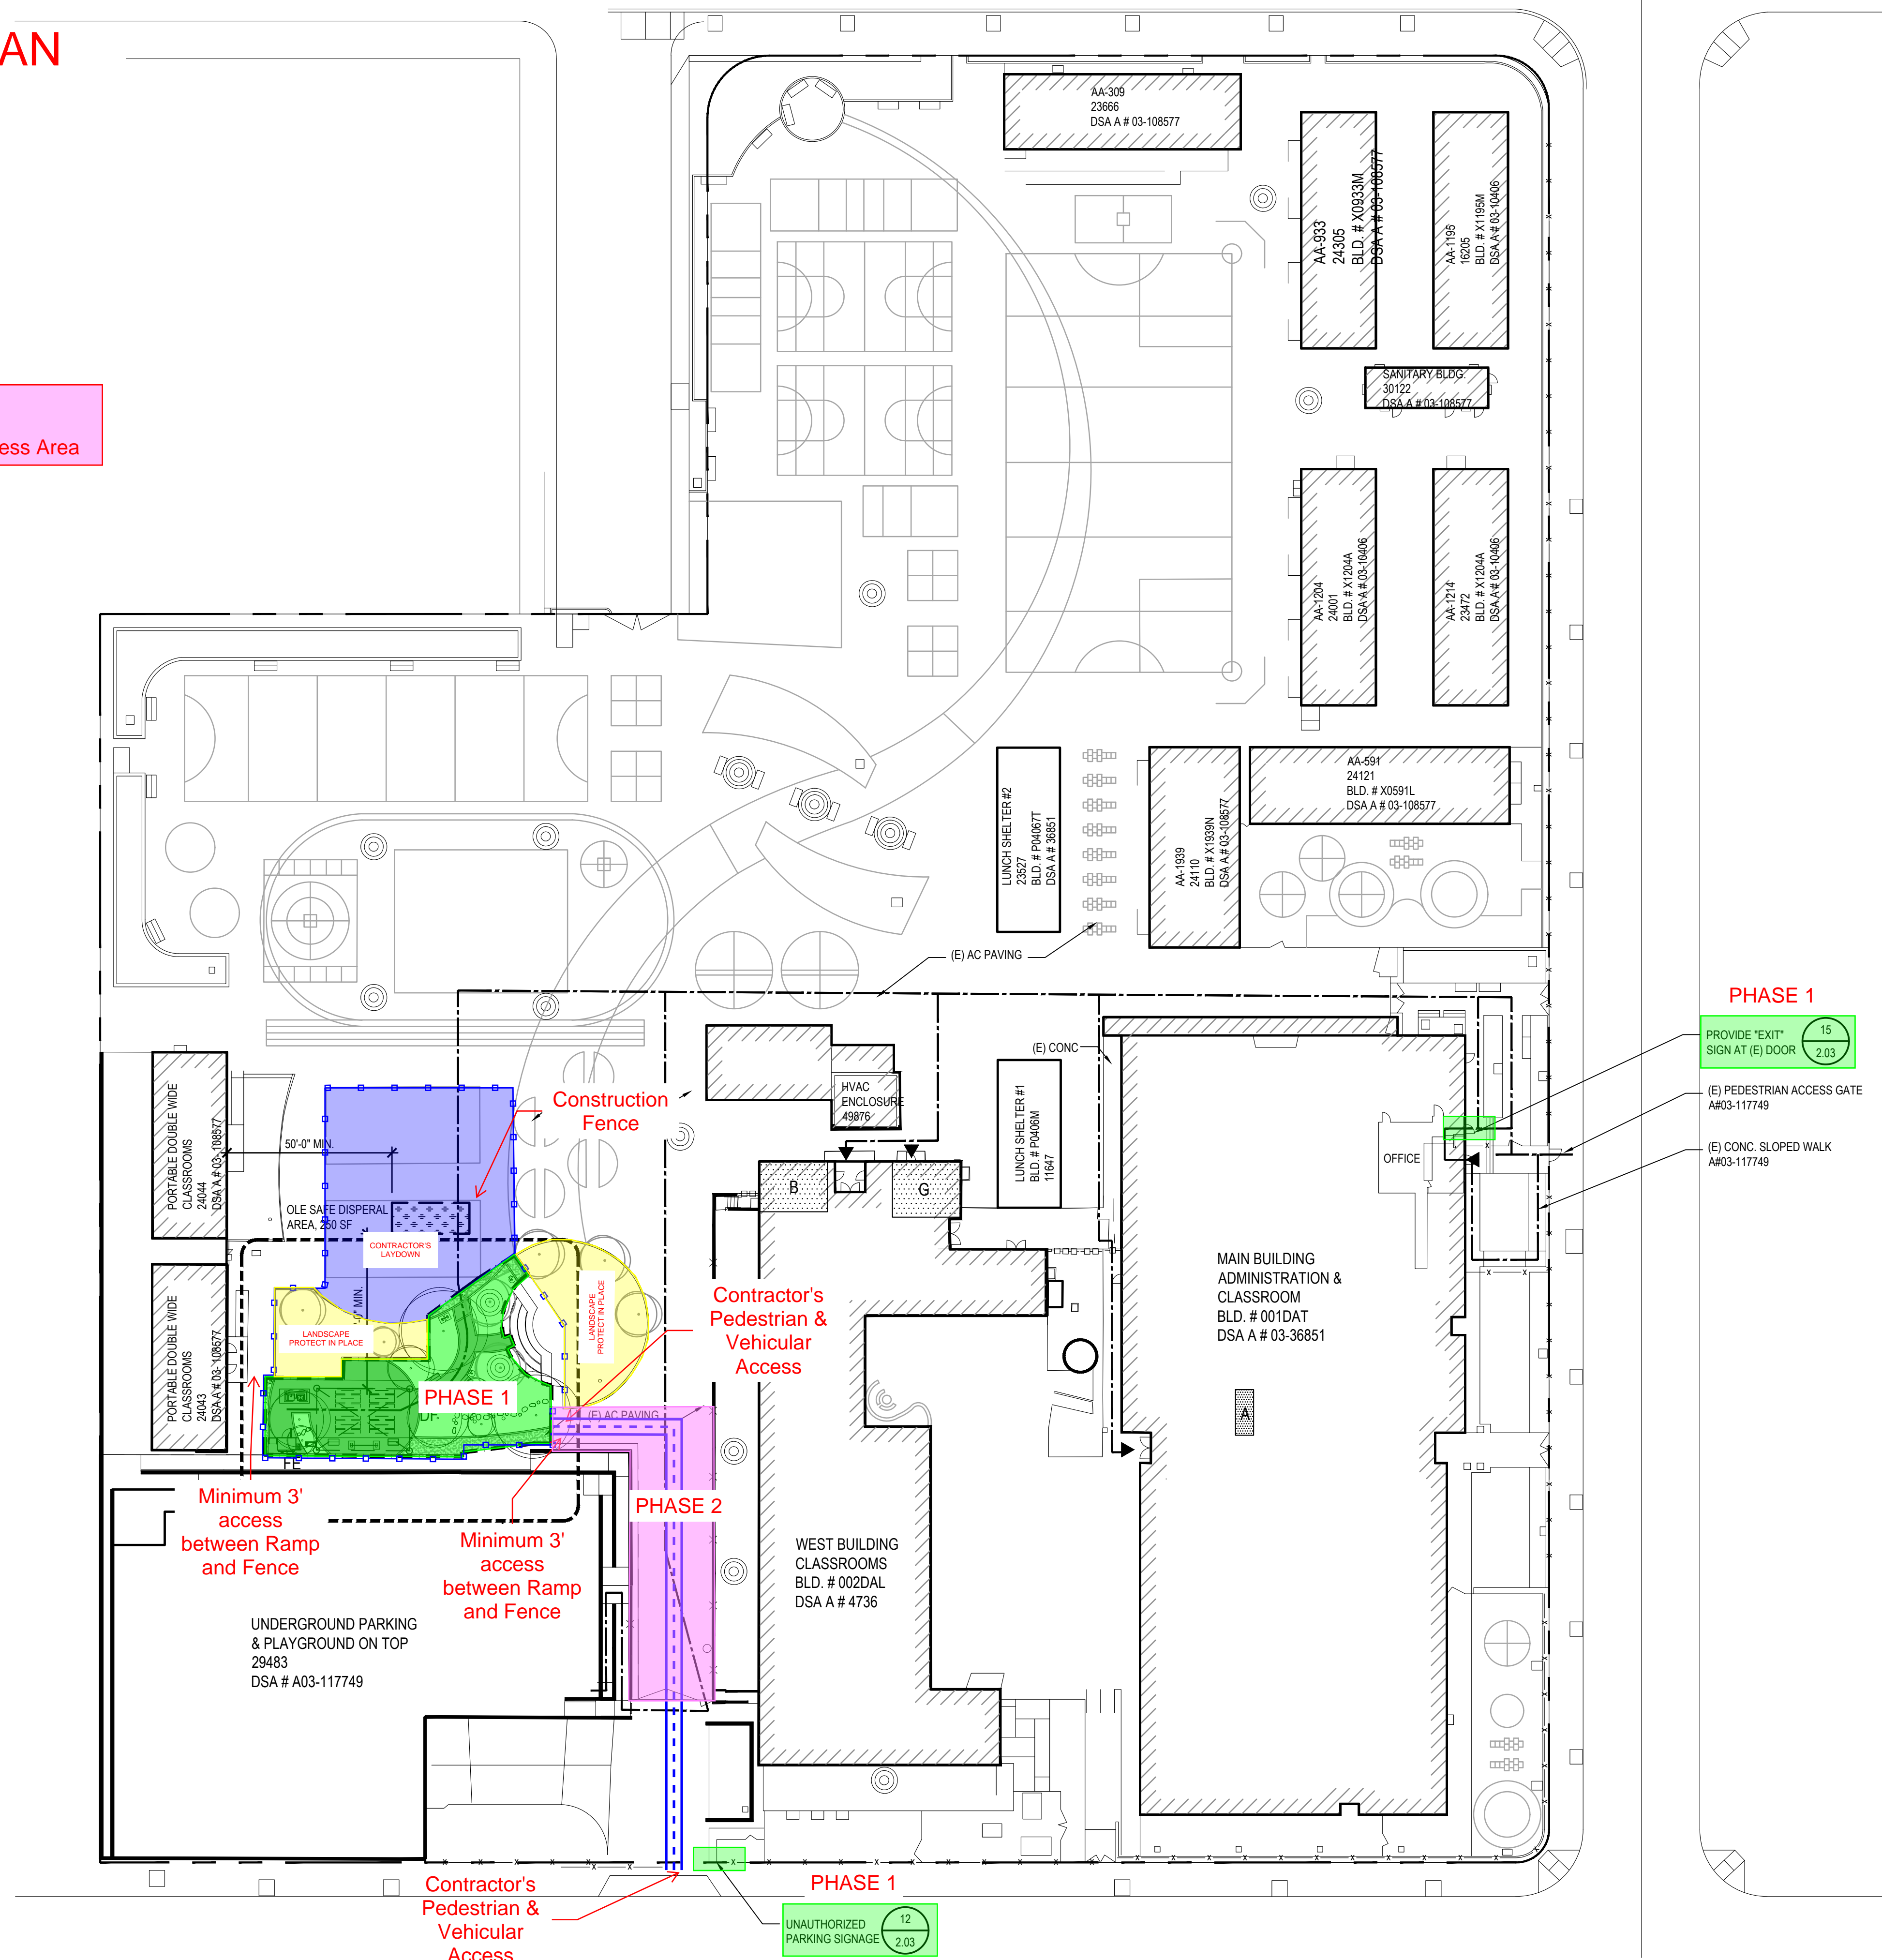 AN
ess Area
AA-309
23666
DSA A # 03-108577
AA-933
24305
BLD. # X0933M
DSA A # 03-108577
AA-1195
16205
BLD. # X1195M
DSA A # 03-10406
SANITARY BLDG.
30122
DSA A # 03-108577
AA-1204
24001
BLD. # X1204A
DSA A # 03-10406
AA-1214
23472
BLD. # X1204A
DSA A # 03-10406
LUNCH SHELTER #2
23527
BLD. # P04067T
DSA A # 36851
AA-1939
24110
BLD. # X1939N
DSA A # 03-108577
AA-591
24121
BLD. # X0591L
DSA A # 03-108577
(E) AC PAVING
PHASE 1
PROVIDE "EXIT"
SIGN AT (E) DOOR
15
2.03
(E) PEDESTRIAN ACCESS GATE
A#03-117749
(E) CONC. SLOPED WALK
A#03-117749
(E) CONC
HVAC
ENCLOSURE
49876
LUNCH SHELTER #1
BLD. # P0406M
11647
OFFICE
B
G
Construction
Fence
PORTABLE DOUBLE WIDE
CLASSROOMS
24044
DSA A # 03- 108577
50'-0" MIN.
OLE SAFE DISPERAL
AREA, 250 SF
CONTRACTOR'S
LAYDOWN
'-0" MIN.
LANDSCAPE
PROTECT IN PLACE
LANDSCAPE
PROTECT IN PLACE
PORTABLE DOUBLE WIDE
CLASSROOMS
24043
DSA A # 03- 108577
PHASE 1
DF
FE
(E) AC PAVING
Contractor's
Pedestrian &
Vehicular
Access
MAIN BUILDING
ADMINISTRATION &
CLASSROOM
BLD. # 001DAT
DSA A # 03-36851
A
PHASE 2
Minimum 3'
access
between Ramp
and Fence
Minimum 3'
access
between Ramp
and Fence
WEST BUILDING
CLASSROOMS
BLD. # 002DAL
DSA A # 4736
UNDERGROUND PARKING
& PLAYGROUND ON TOP
29483
DSA # A03-117749
Contractor's
Pedestrian &
Vehicular
Access
PHASE 1
UNAUTHORIZED
PARKING SIGNAGE
12
2.03